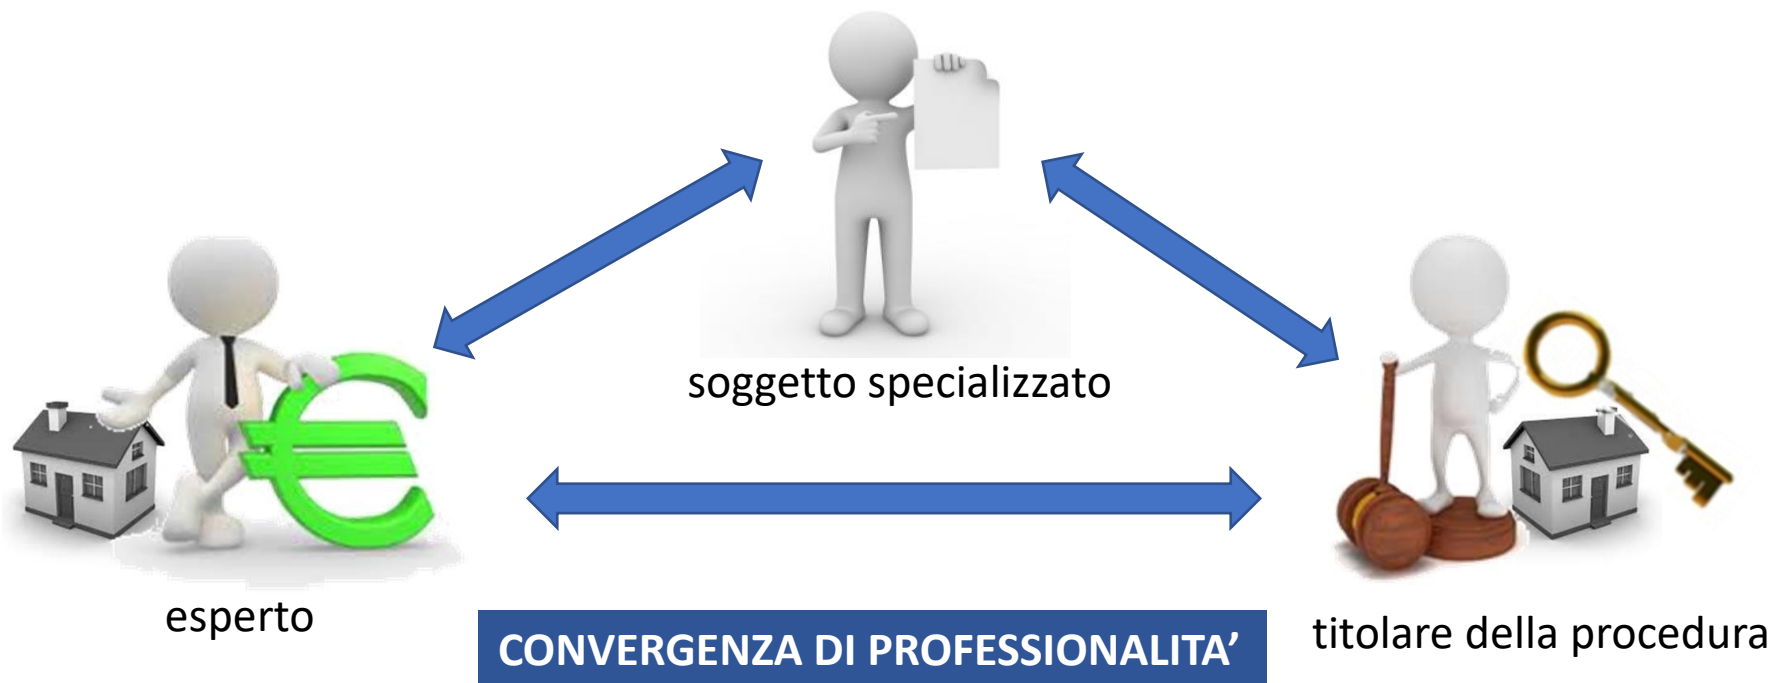 soggetto specializzato
esperto
CONVERGENZA DI PROFESSIONALITA’
titolare della procedura